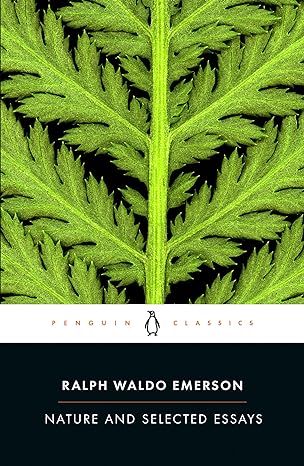 PENGUIN CLASSICS
RALPH WALDO EMERSON
NATURE AND SELECTED ESSAYS